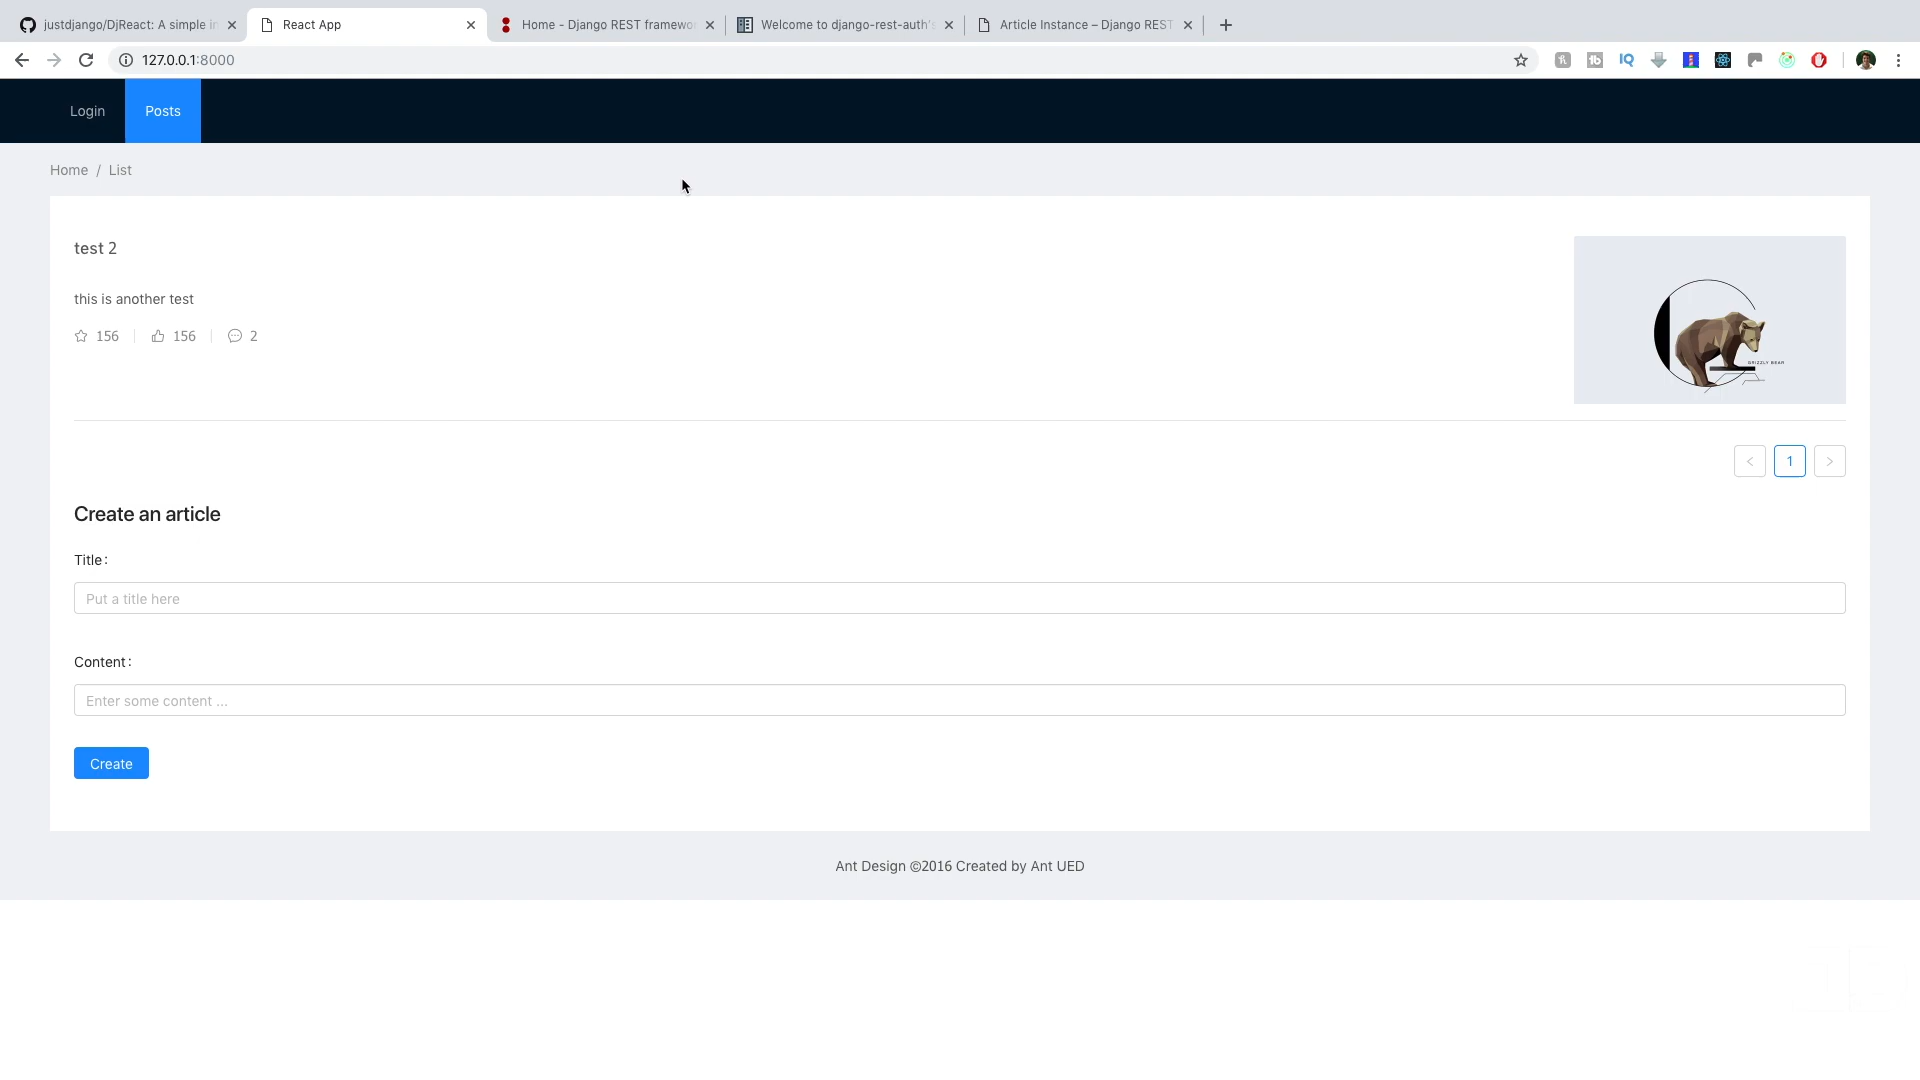 justdjango/DjReact: A simple in
React App
Home - Django REST framewo
Welcome to django-rest-auth's
Article Instance – Django REST
127.0.0.1:8000
Login
Posts
Home / List
test 2
this is another test
156 156 2
GRIZZLY BEAR
< 1 >
Create an article
Title:
Put a title here
Content:
Enter some content ...
Create
Ant Design ©2016 Created by Ant UED